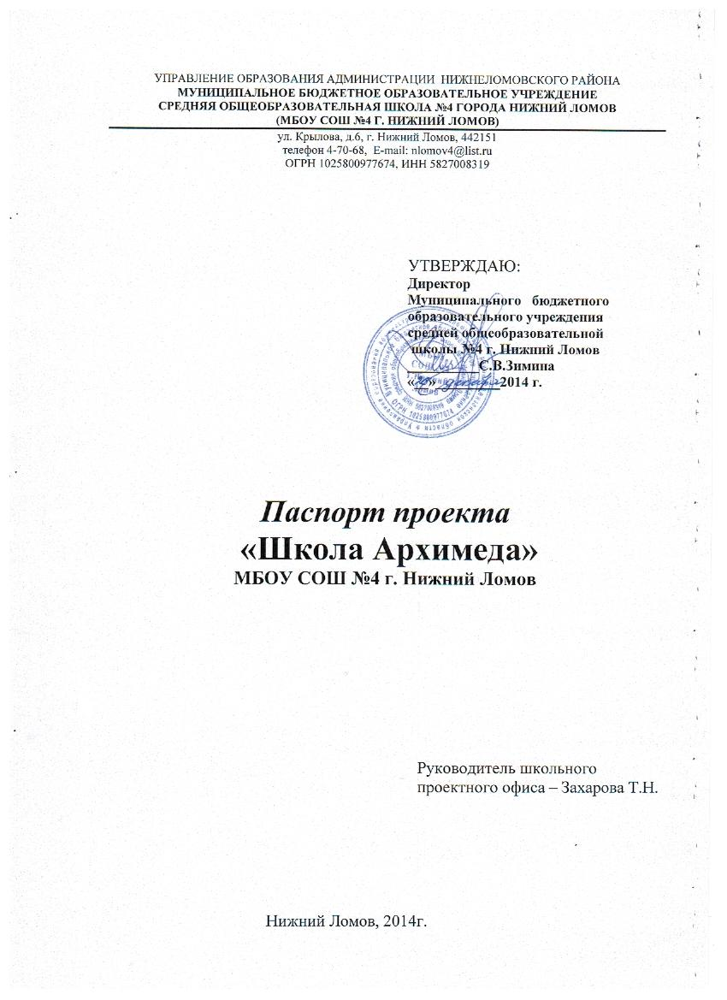 УПРАВЛЕНИЕ ОБРАЗОВАНИЯ АДМИНИСТРАЦИИ НИЖНЕЛОМОВСКОГО РАЙОНА
МУНИЦИПАЛЬНОЕ БЮДЖЕТНОЕ ОБРАЗОВАТЕЛЬНОЕ УЧРЕЖДЕНИЕ
СРЕДНЯЯ ОБЩЕОБРАЗОВАТЕЛЬНАЯ ШКОЛА №4 ГОРОДА НИЖНИЙ ЛОМОВ
(МБОУ СОШ №4 Г. НИЖНИЙ ЛОМОВ)
ул. Крылова, д.6, г. Нижний Ломов, 442151
телефон 4-70-68, E-mail: nlomov4@list.ru
ОГРН 1025800977674, ИНН 5827008319
УТВЕРЖДАЮ:
Директор
Муниципального бюджетного
образовательного учреждения
средней общеобразовательной
школы №4 г. Нижний Ломов
С.В.Зимина
« » 2014 г.
ОГРН 1025800977674
Паспорт проекта
«Школа Архимеда»
МБОУ СОШ №4 г. Нижний Ломов
Руководитель школьного
проектного офиса – Захарова Т.Н.
Нижний Ломов, 2014г.